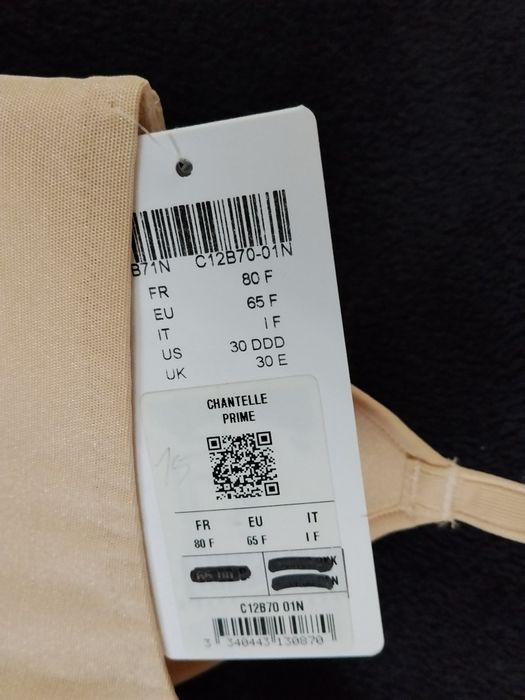 B71N C12B70-01N
FR 80 F
EU 65 F
IT I F
US 30 DDD
UK 30 E
CHANTELLE
PRIME
15
FR EU IT
80 F 65 F I F
C12B70 01N
3 340443 130870